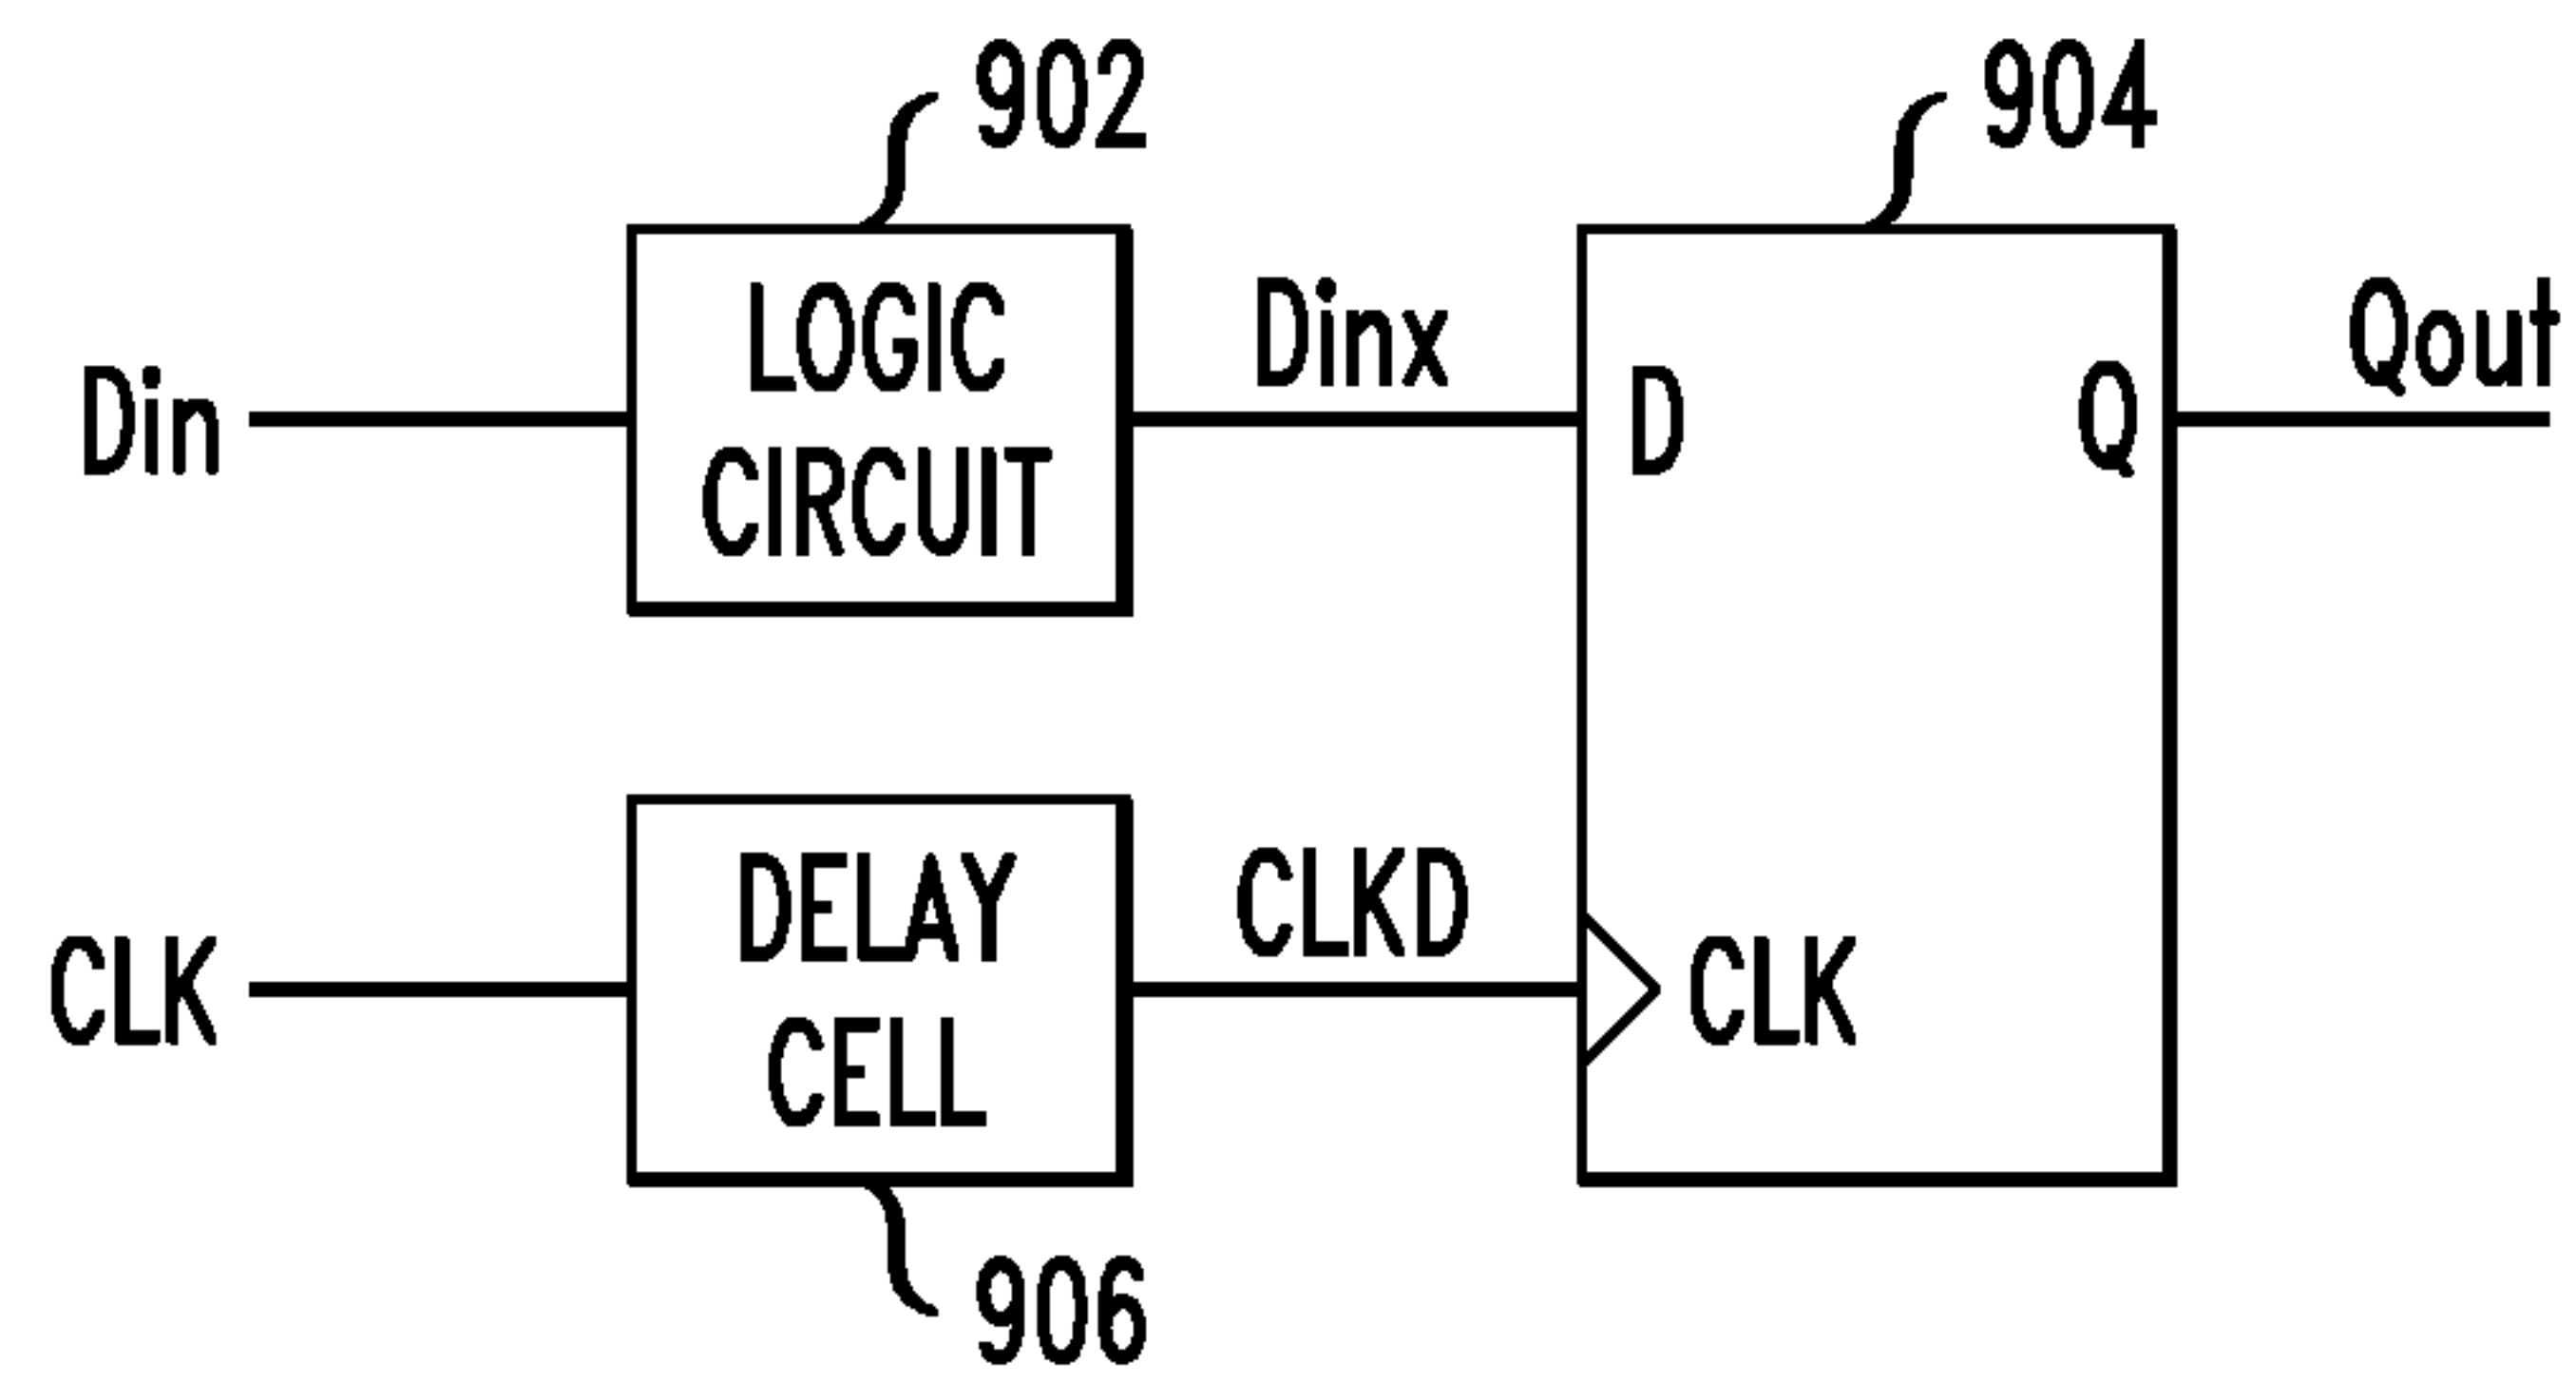 902
904
LOGIC
CIRCUIT
Din
Dinx
D
Q
Qout
DELAY
CELL
CLK
CLKD
CLK
906